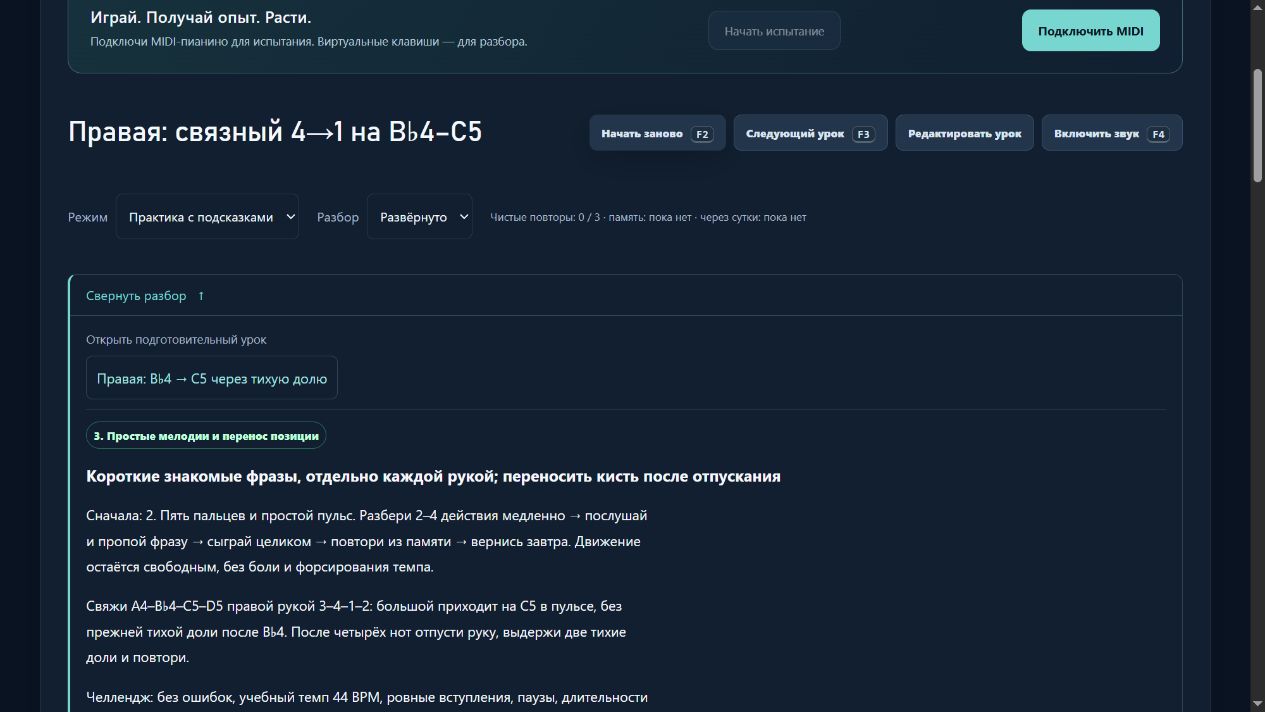 Играй. Получай опыт. Расти.
Подключи MIDI-пианино для испытания. Виртуальные клавиши — для разбора.
Начать испытание
Подключить MIDI
Правая: связный 4→1 на B♭4–C5
Начать заново F2
Следующий урок F3
Редактировать урок
Включить звук F4
Режим
Практика с подсказками
Разбор
Развёрнуто
Чистые повторы: 0 / 3 · память: пока нет · через сутки: пока нет
Свернуть разбор ↑
Открыть подготовительный урок
Правая: B♭4 → C5 через тихую долю
3. Простые мелодии и перенос позиции
Короткие знакомые фразы, отдельно каждой рукой; переносить кисть после отпускания
Сначала: 2. Пять пальцев и простой пульс. Разбери 2–4 действия медленно → послушай
и пропой фразу → сыграй целиком → повтори из памяти → вернись завтра. Движение
остаётся свободным, без боли и форсирования темпа.
Свяжи A4–B♭4–C5–D5 правой рукой 3–4–1–2: большой приходит на C5 в пульсе, без
прежней тихой доли после B♭4. После четырёх нот отпусти руку, выдержи две тихие
доли и повтори.
Челлендж: без ошибок, учебный темп 44 BPM, ровные вступления, паузы, длительности